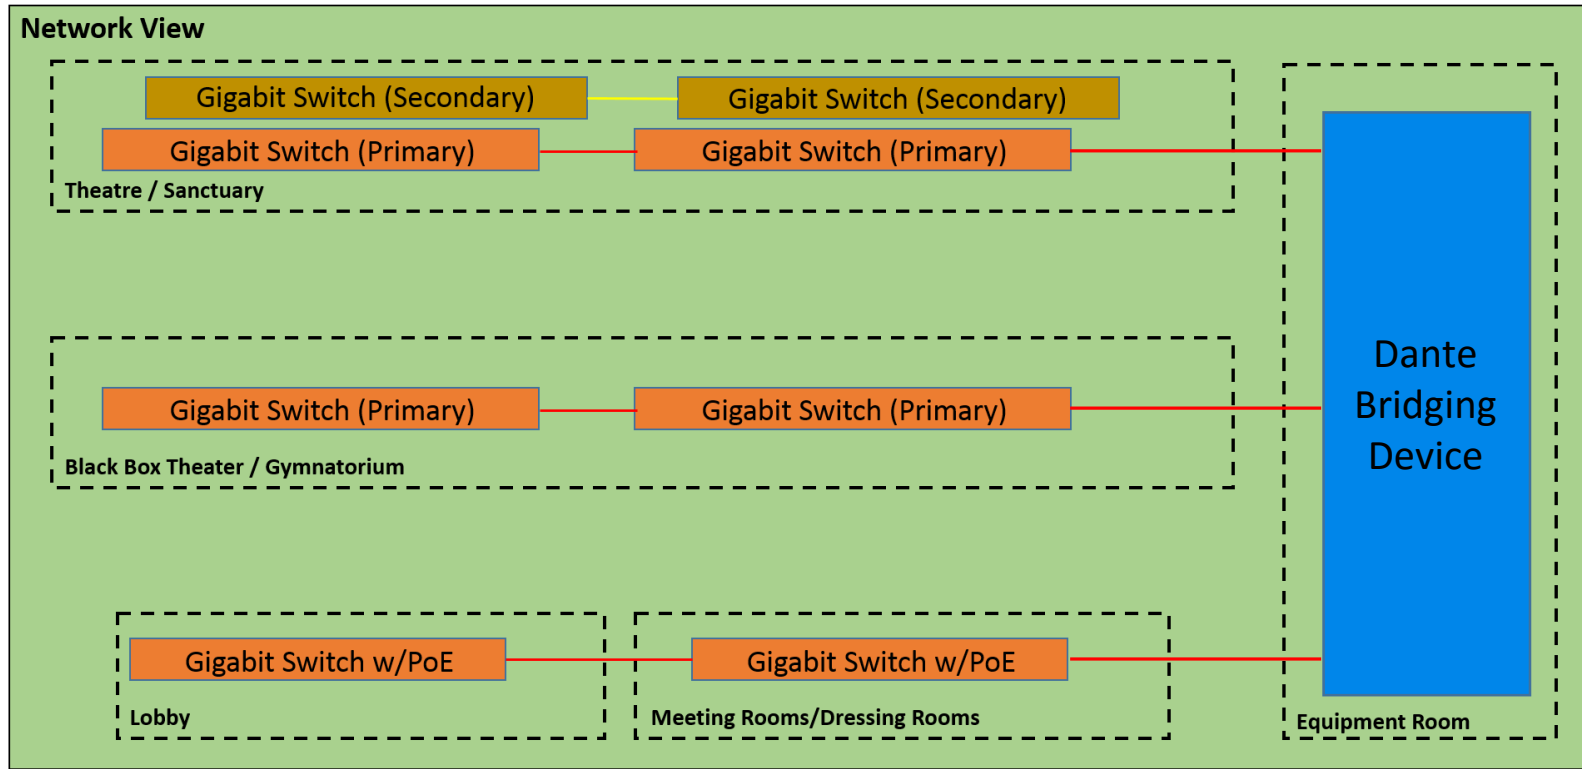 Network View
Gigabit Switch (Secondary)
Gigabit Switch (Secondary)
Gigabit Switch (Primary)
Gigabit Switch (Primary)
Theatre / Sanctuary
Gigabit Switch (Primary)
Gigabit Switch (Primary)
Black Box Theater / Gymnatorium
Gigabit Switch w/PoE
Gigabit Switch w/PoE
Lobby
Meeting Rooms/Dressing Rooms
Dante
Bridging
Device
Equipment Room